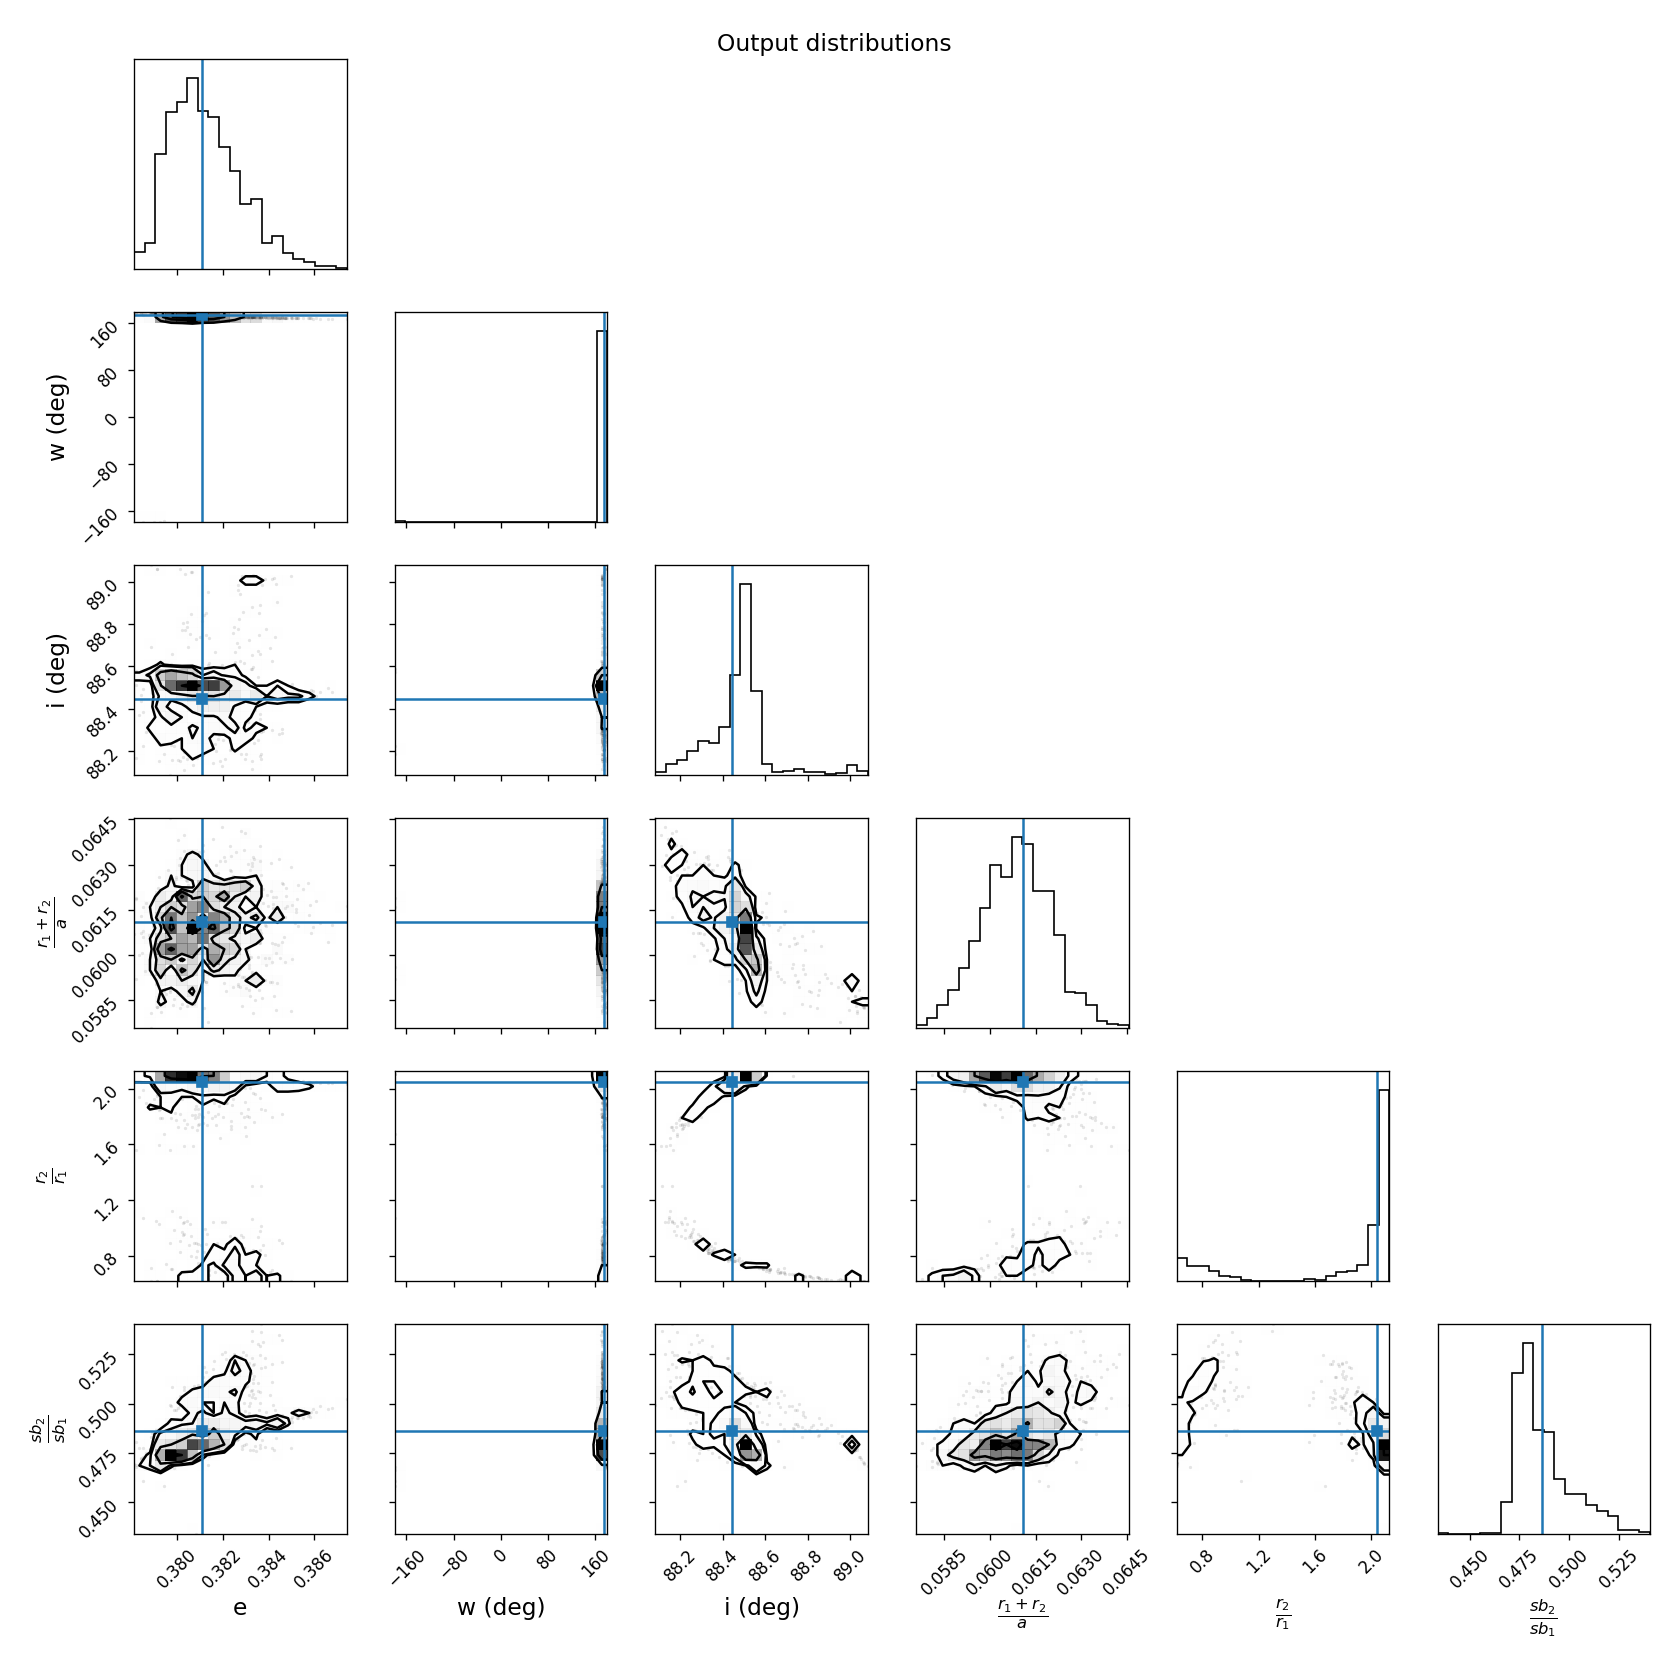 Output distributions
w (deg)
160
80
0
−80
−160
i (deg)
89.0
88.8
88.6
88.4
88.2
r₁ + r₂
a
0.0645
0.0630
0.0615
0.0600
0.0585
r₂
r₁
2.0
1.6
1.2
0.8
sb₂
sb₁
0.525
0.500
0.475
0.450
0.380 0.382 0.384 0.386 −160 −80 0 80 160 88.2 88.4 88.6 88.8 89.0 0.0585 0.0600 0.0615 0.0630 0.0645 0.8 1.2 1.6 2.0 0.450 0.475 0.500 0.525
e w (deg) i (deg) r₁ + r₂ r₂ sb₂
a r₁ sb₁